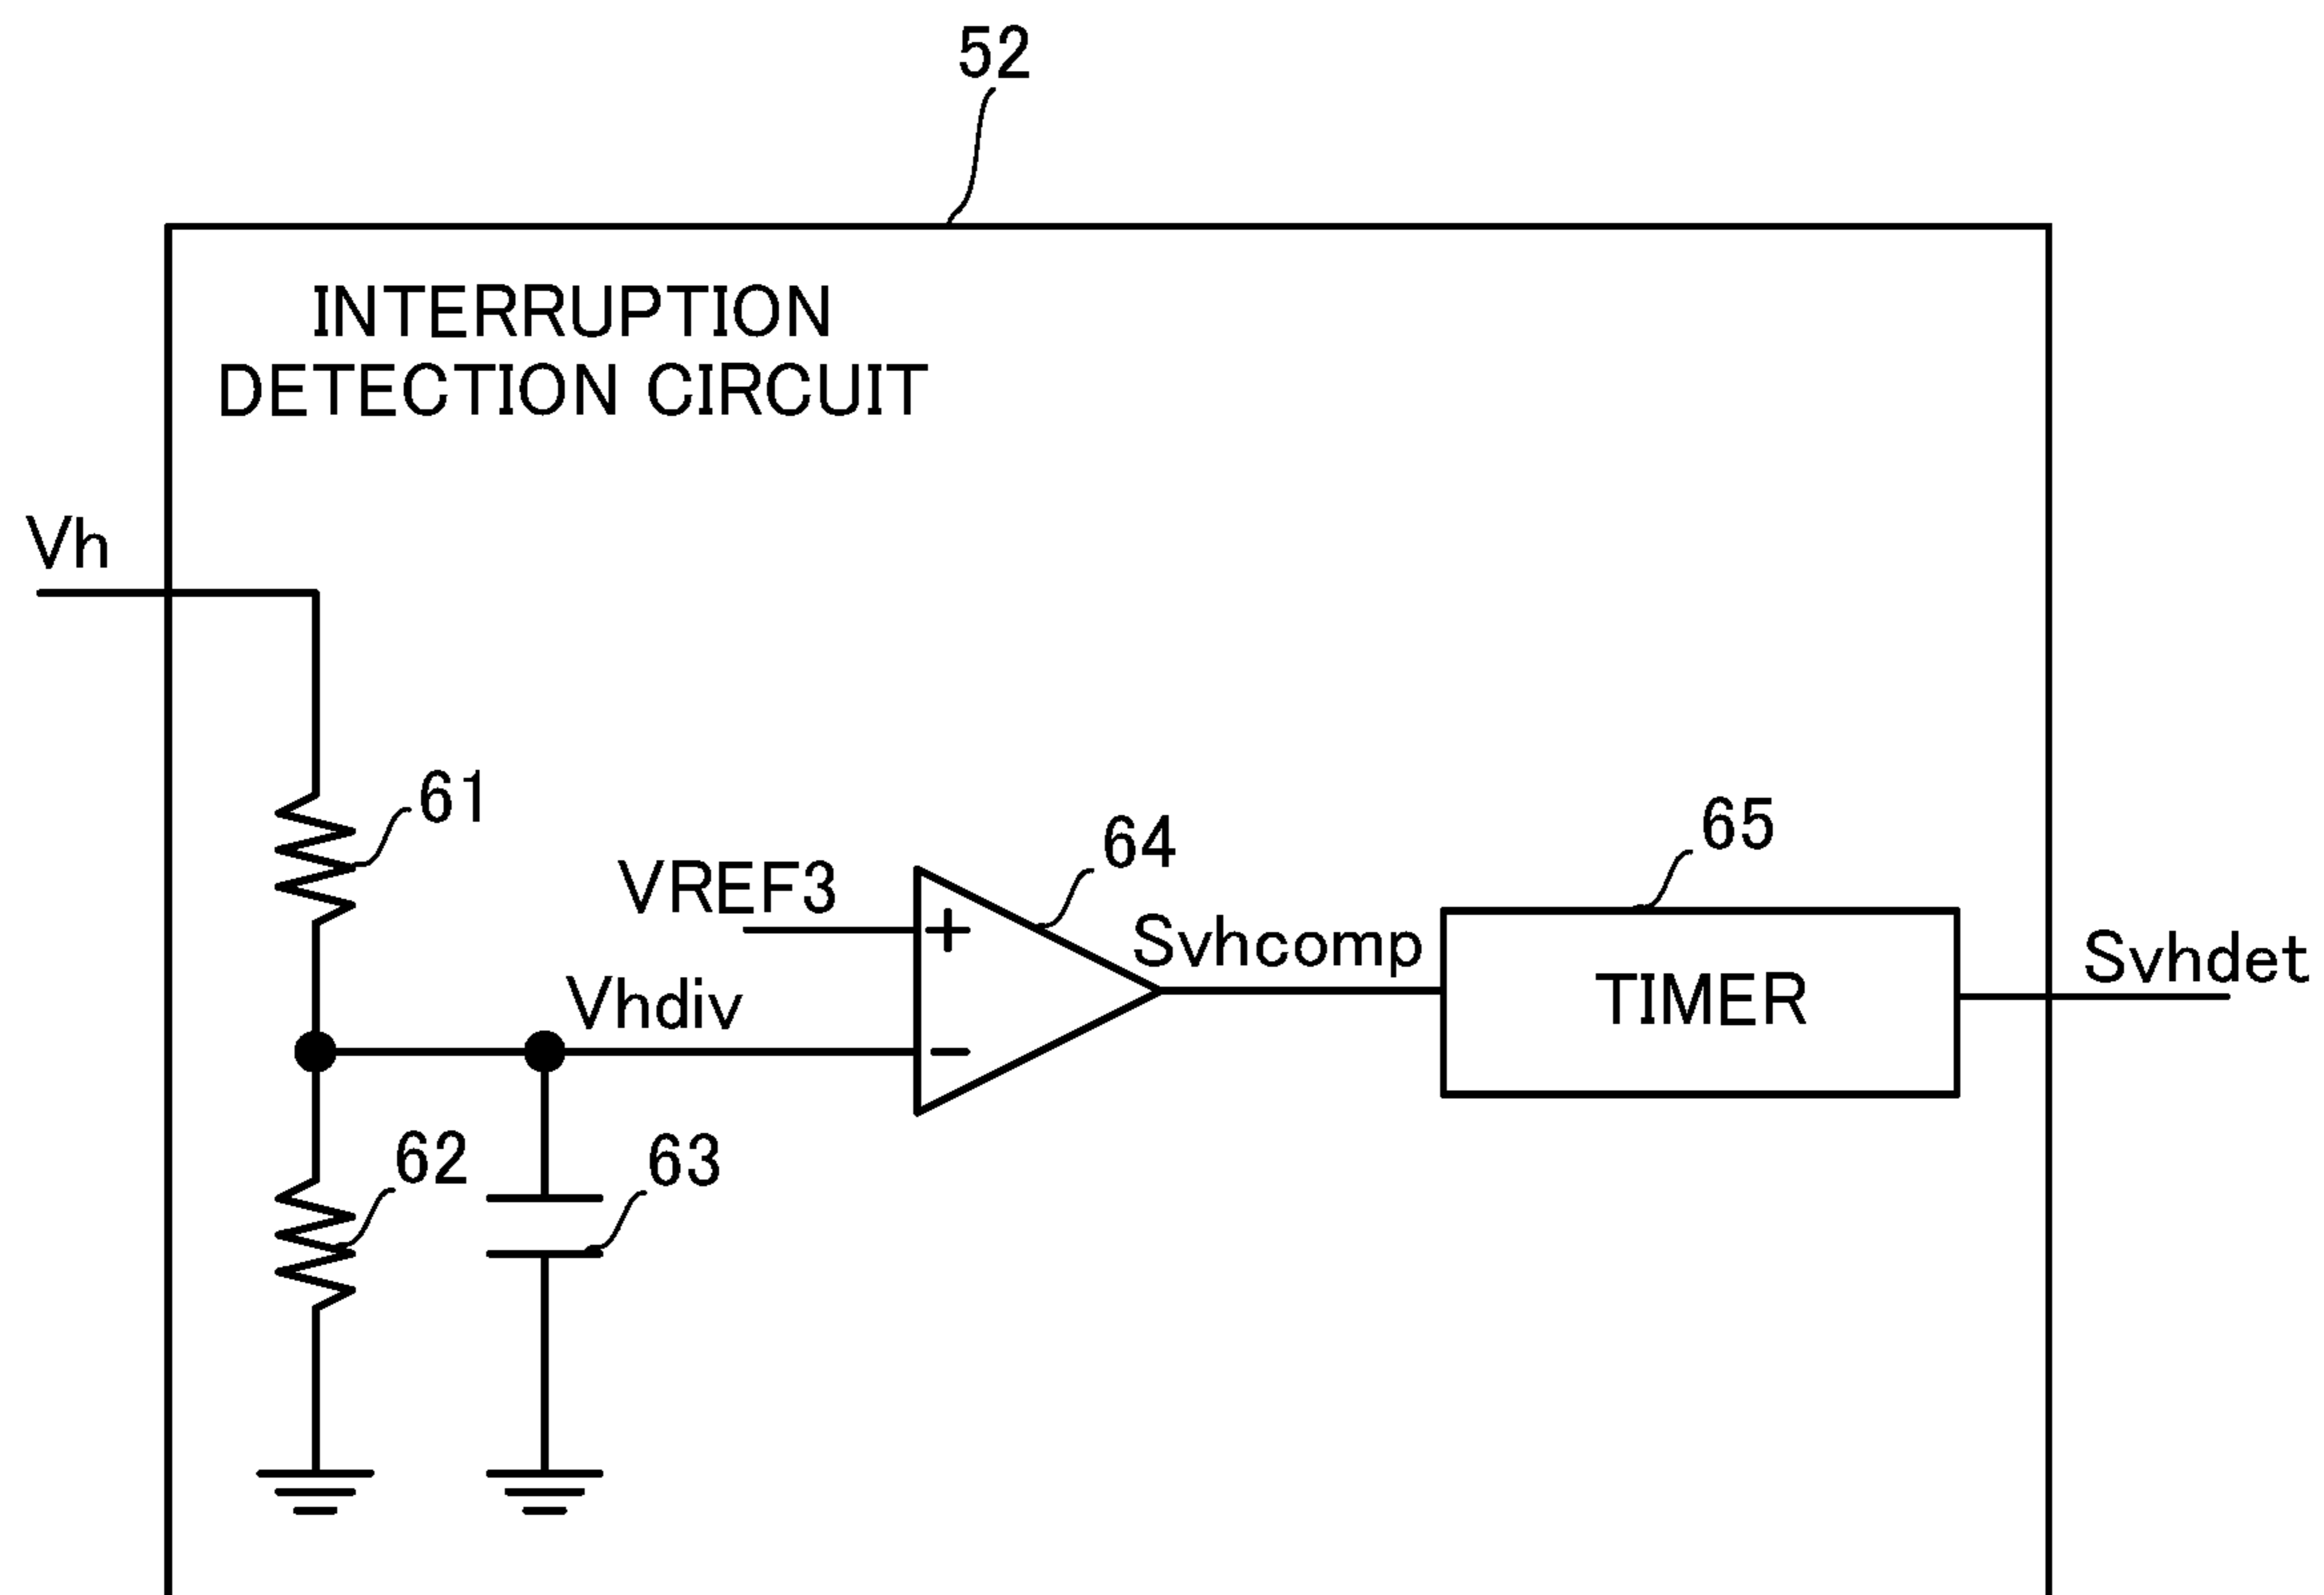 52
INTERRUPTION
DETECTION CIRCUIT
Vh
61
64
65
VREF3
+
Svhcomp
Svhdet
TIMER
Vhdiv
-
62
63